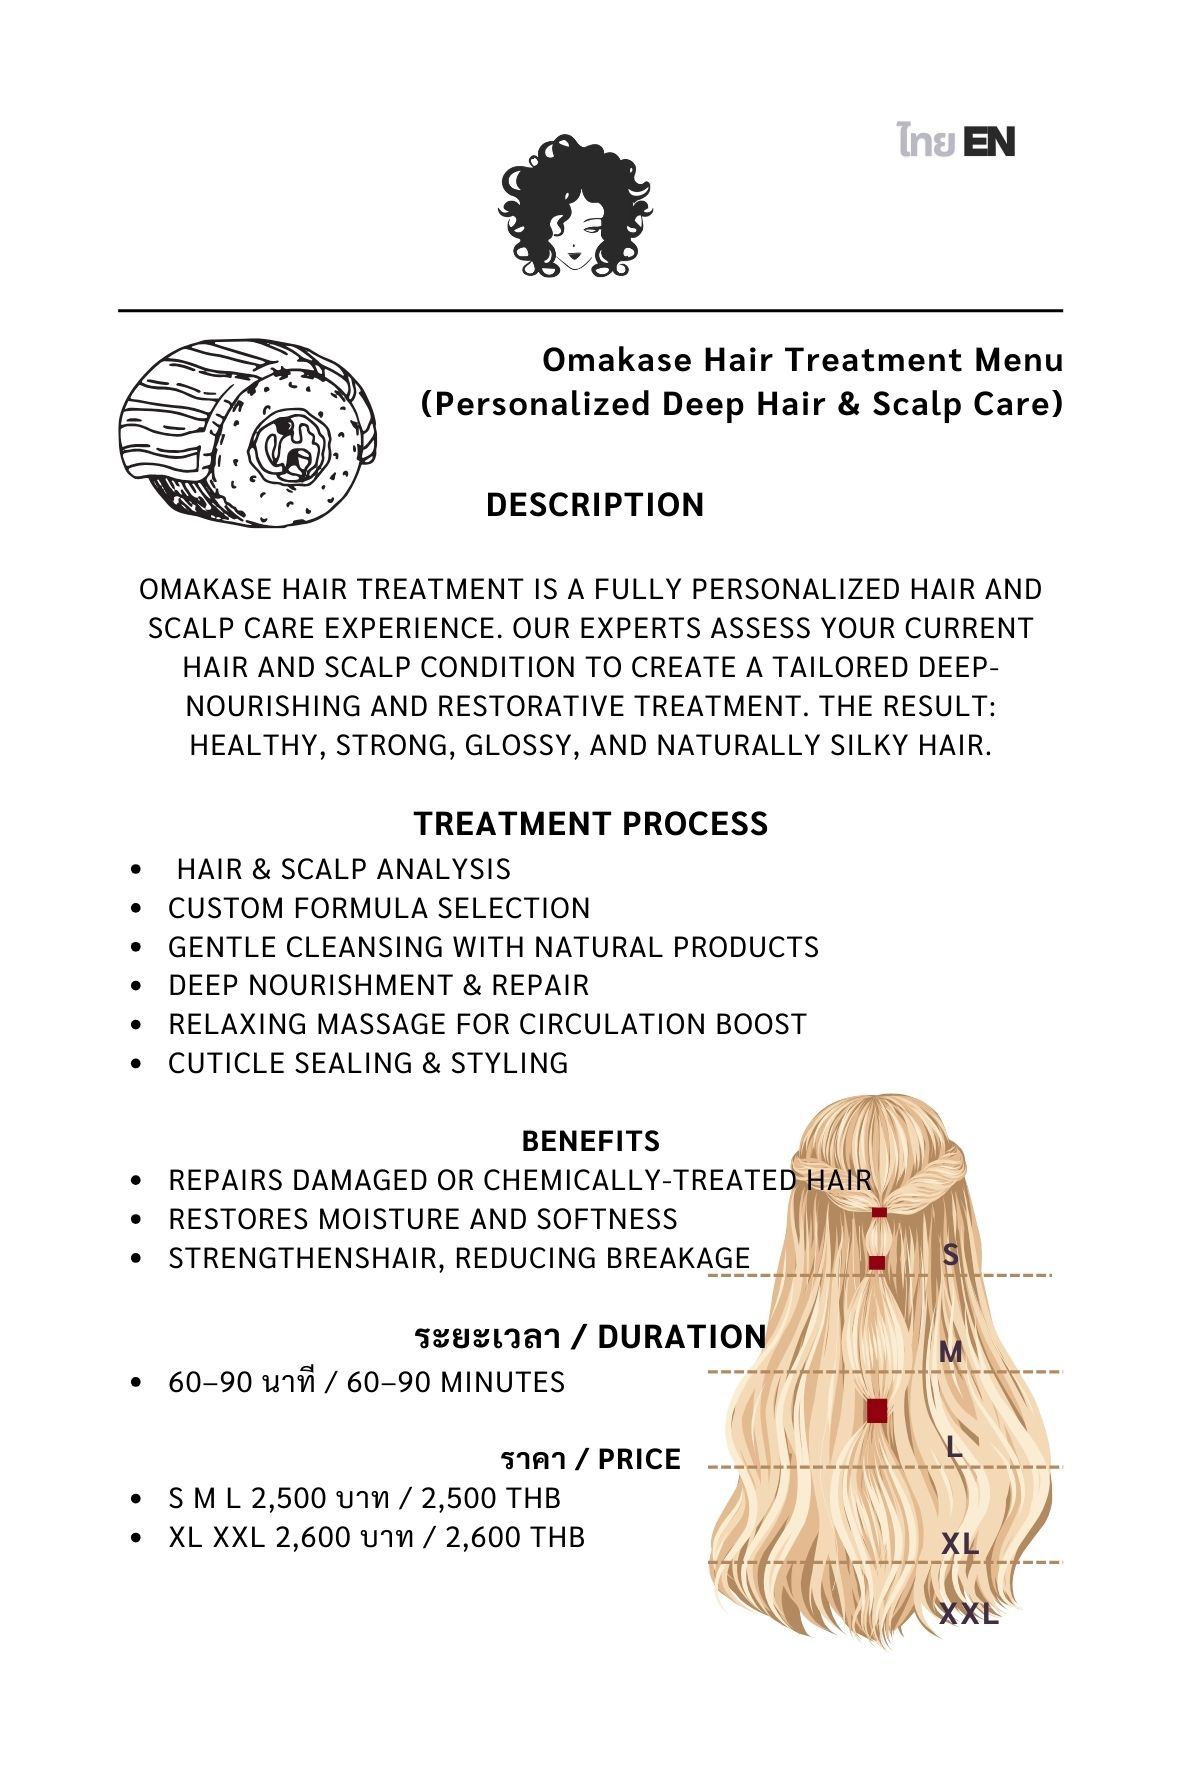 ไทย EN
Omakase Hair Treatment Menu
(Personalized Deep Hair & Scalp Care)
DESCRIPTION
OMAKASE HAIR TREATMENT IS A FULLY PERSONALIZED HAIR AND
SCALP CARE EXPERIENCE. OUR EXPERTS ASSESS YOUR CURRENT
HAIR AND SCALP CONDITION TO CREATE A TAILORED DEEP-
NOURISHING AND RESTORATIVE TREATMENT. THE RESULT:
HEALTHY, STRONG, GLOSSY, AND NATURALLY SILKY HAIR.
TREATMENT PROCESS
• HAIR & SCALP ANALYSIS
• CUSTOM FORMULA SELECTION
• GENTLE CLEANSING WITH NATURAL PRODUCTS
• DEEP NOURISHMENT & REPAIR
• RELAXING MASSAGE FOR CIRCULATION BOOST
• CUTICLE SEALING & STYLING
BENEFITS
• REPAIRS DAMAGED OR CHEMICALLY-TREATED HAIR
• RESTORES MOISTURE AND SOFTNESS
• STRENGTHENSHAIR, REDUCING BREAKAGE
ระยะเวลา / DURATION
• 60–90 นาที / 60–90 MINUTES
ราคา / PRICE
• S M L 2,500 บาท / 2,500 THB
• XL XXL 2,600 บาท / 2,600 THB
S
M
L
XL
XXL